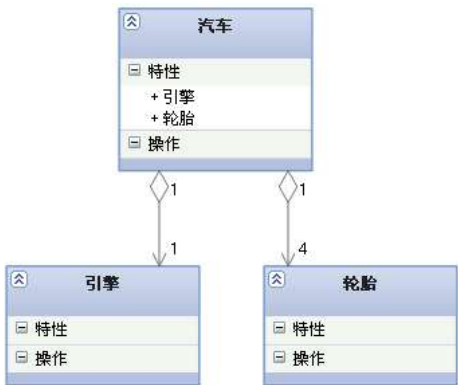 汽车
特性
+ 引擎
+ 轮胎
操作
1 1
1 4
引擎 轮胎
特性 特性
操作 操作